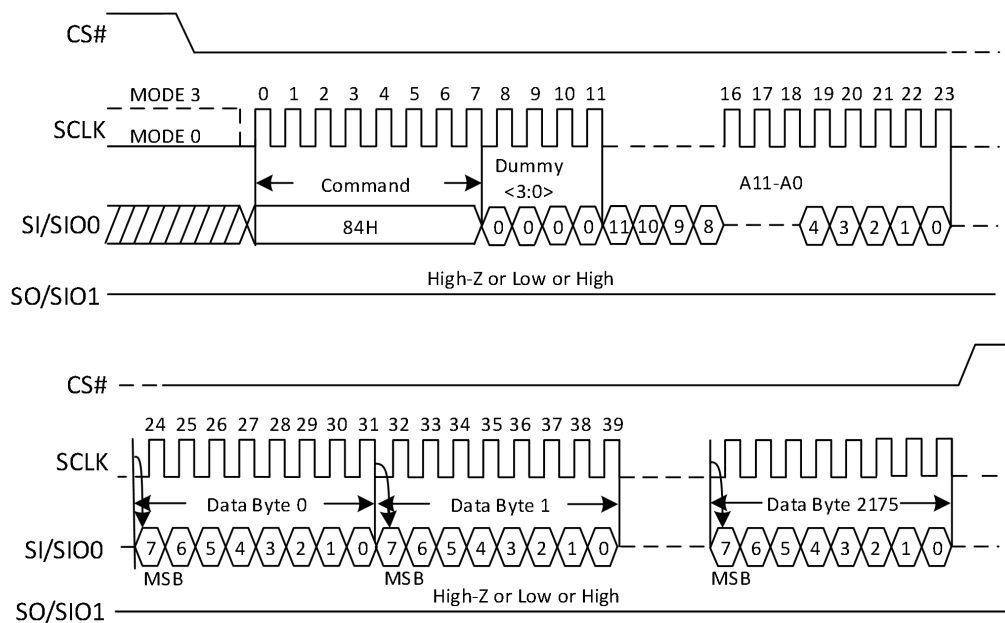 CS#
MODE 3
0 1 2 3 4 5 6 7 8 9 10 11 16 17 18 19 20 21 22 23
SCLK
MODE 0
Dummy
Command
<3:0>
A11-A0
SI/SIO0
84H 0 0 0 0 11 10 9 8 4 3 2 1 0
High-Z or Low or High
SO/SIO1
CS#
24 25 26 27 28 29 30 31 32 33 34 35 36 37 38 39
SCLK
Data Byte 0 Data Byte 1 Data Byte 2175
SI/SIO0
7 6 5 4 3 2 1 0 7 6 5 4 3 2 1 0 7 6 5 4 3 2 1 0
MSB MSB MSB
High-Z or Low or High
SO/SIO1